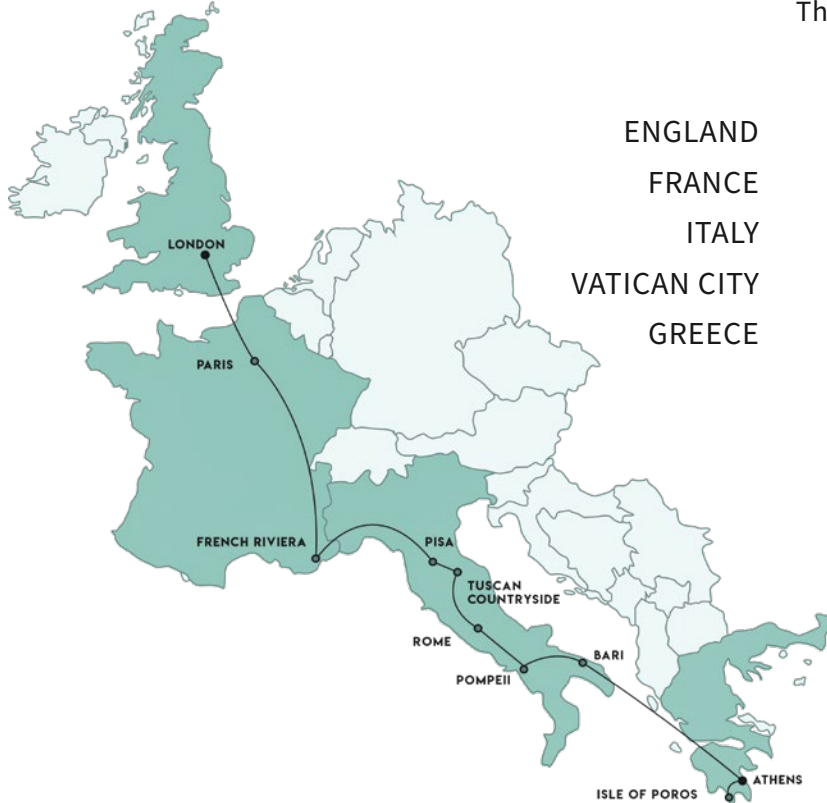 Th
ENGLAND
FRANCE
ITALY
VATICAN CITY
GREECE
LONDON
PARIS
FRENCH RIVIERA
PISA
TUSCAN
COUNTRYSIDE
ROME
BARI
POMPEII
ATHENS
ISLE OF POROS